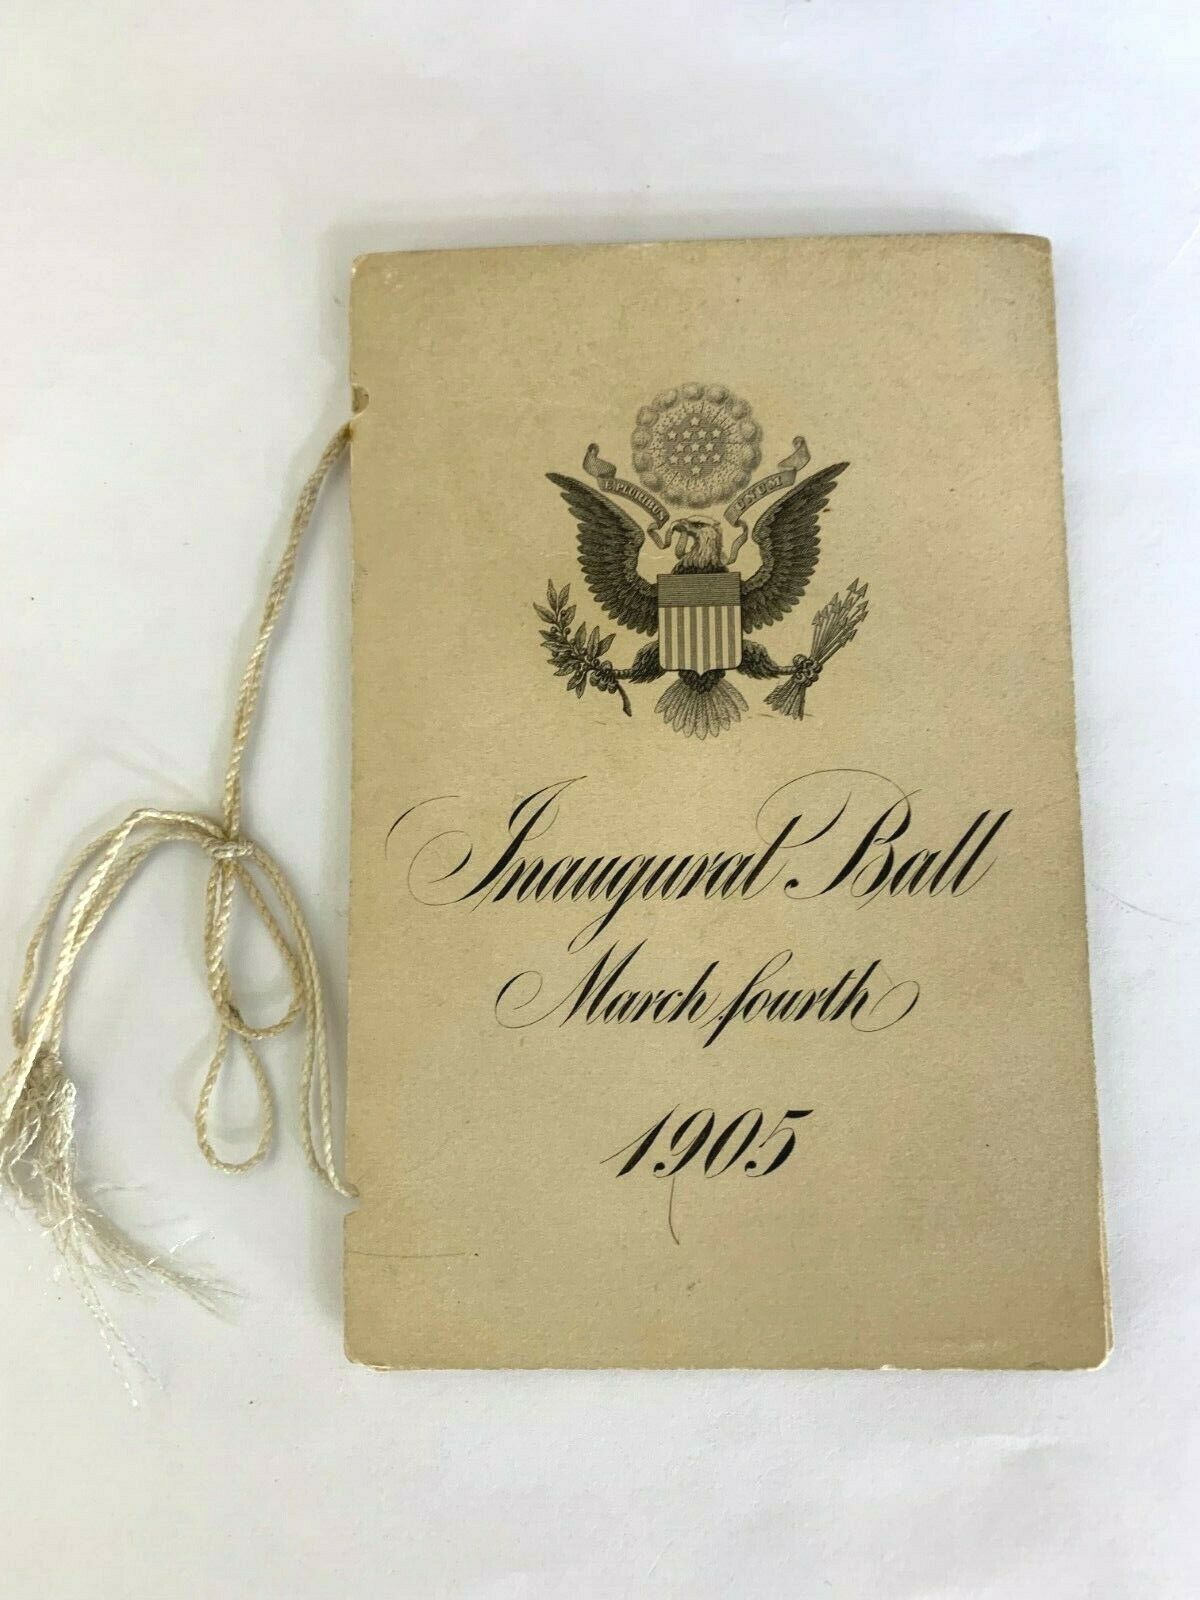 E PLURIBUS UNUM
Inaugural Ball
March fourth
1905